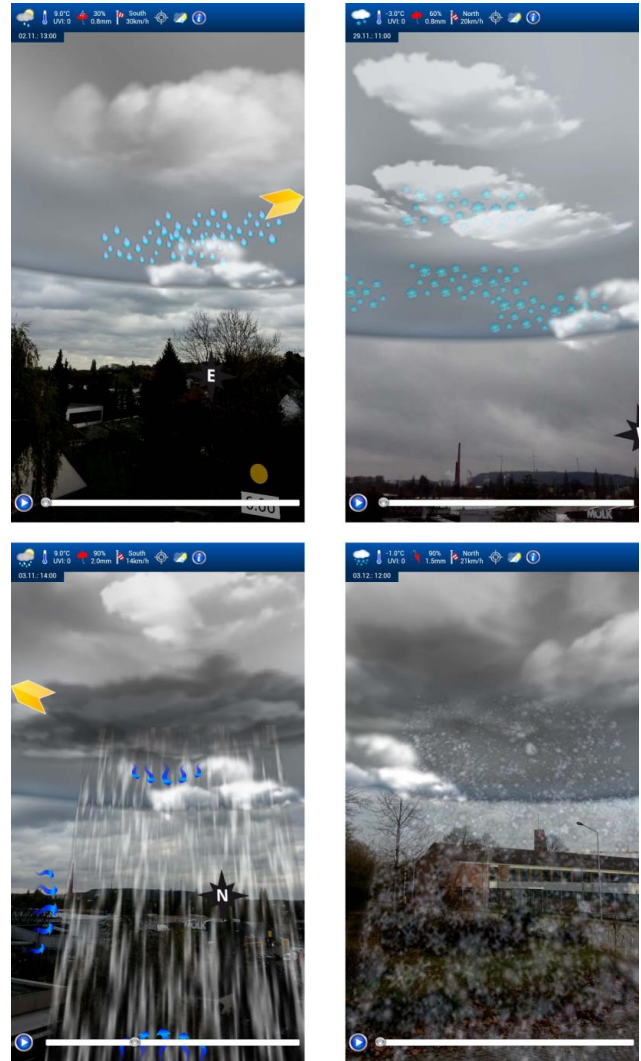 9.0°C 30% South
UVI: 0 0.8mm 30km/h
02.11.: 13:00
E
-3.0°C 60% North
UVI: 0 0.8mm 20km/h
29.11.: 11:00
MOLK
9.0°C 90% South
UVI: 0 2.0mm 14km/h
03.11.: 14:00
N
MOLK
-1.0°C 90% North
UVI: 0 1.5mm 21km/h
03.12.: 12:00